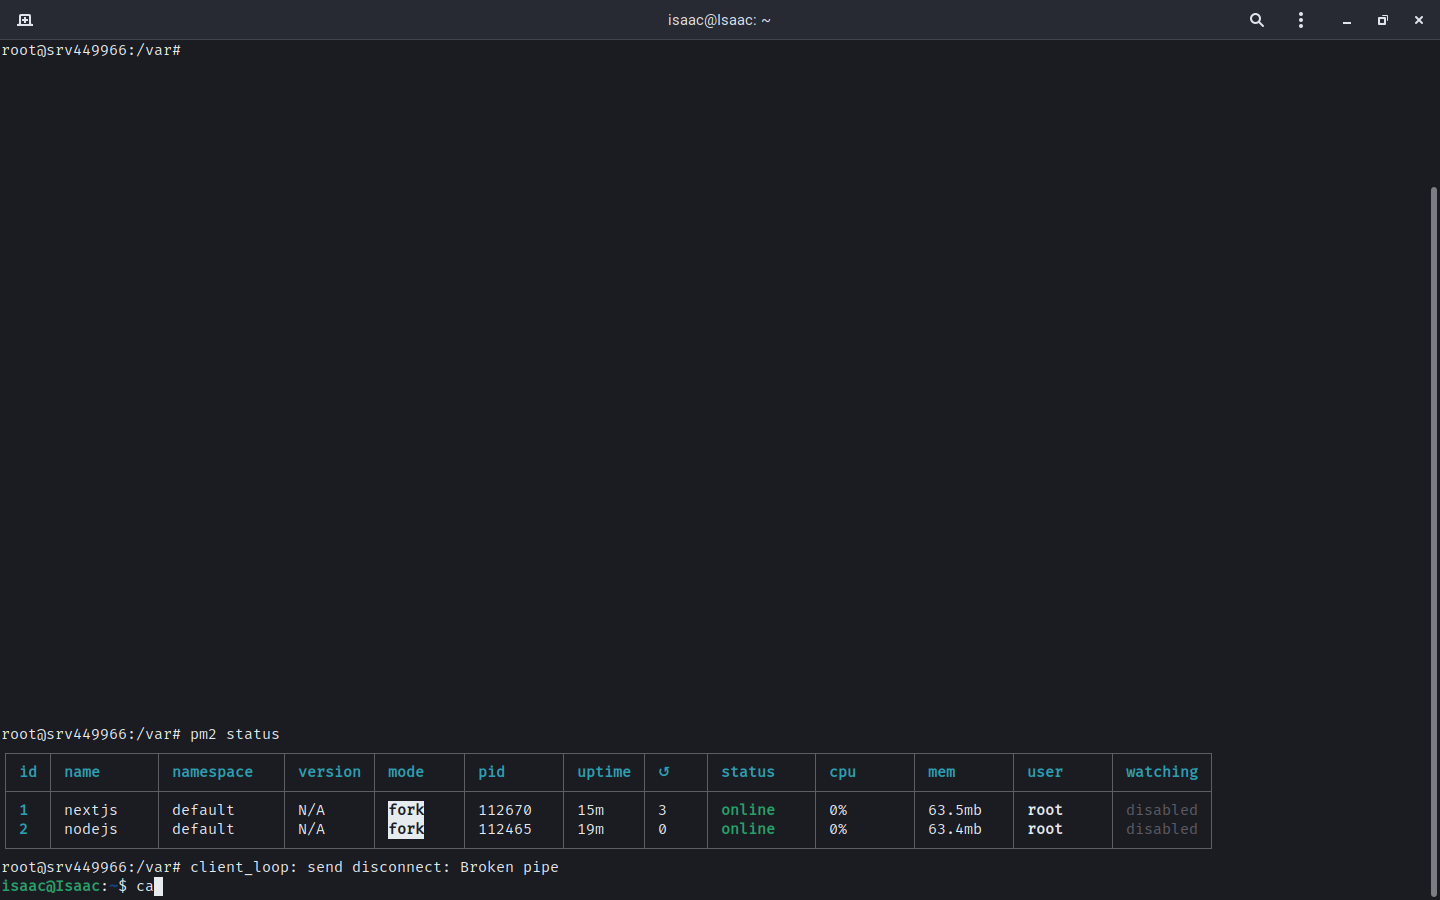 isaac@Isaac: ~
root@srv449966:/var#
root@srv449966:/var# pm2 status
id name namespace version mode pid uptime ↺ status cpu mem user watching
1 nextjs default N/A fork 112670 15m 3 online 0% 63.5mb root disabled
2 nodejs default N/A fork 112465 19m 0 online 0% 63.4mb root disabled
root@srv449966:/var# client_loop: send disconnect: Broken pipe
isaac@Isaac:~$ ca